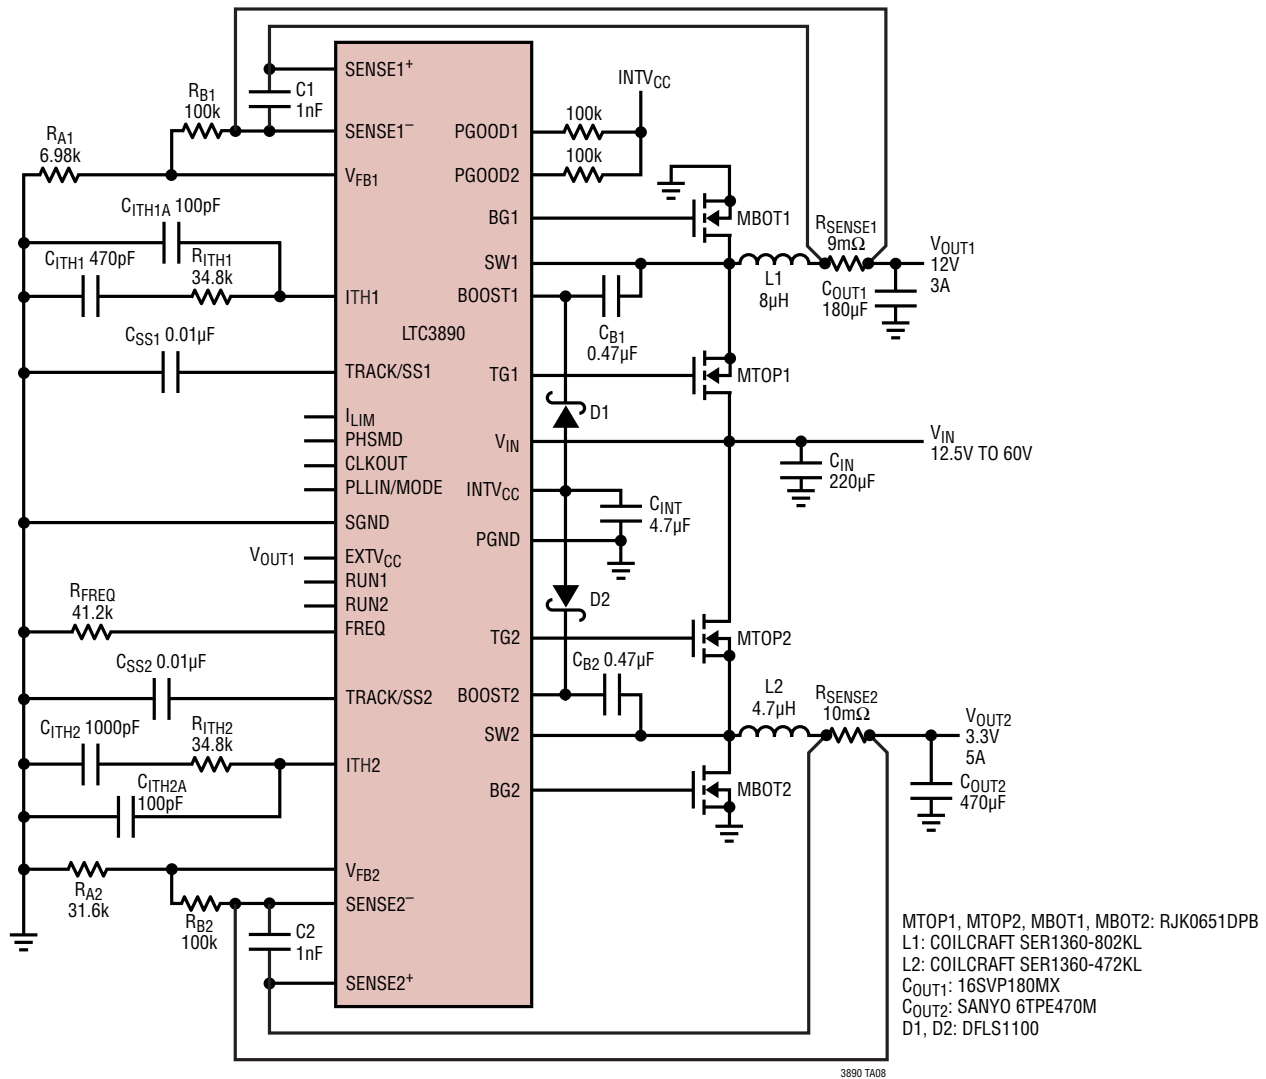 INTVCC
RB1
100k
C1
1nF
RA1
6.98k
CITH1A 100pF
CITH1 470pF
RITH1
34.8k
CSS1 0.01µF
VOUT1
RFREQ
41.2k
CSS2 0.01µF
CITH2 1000pF
RITH2
34.8k
CITH2A
100pF
RA2
31.6k
RB2
100k
C2
1nF
SENSE1+
SENSE1–
VFB1
ITH1
LTC3890
TRACK/SS1
ILIM
PHSMD
CLKOUT
PLLIN/MODE
SGND
EXTVCC
RUN1
RUN2
FREQ
TRACK/SS2
ITH2
VFB2
SENSE2–
SENSE2+
PGOOD1
PGOOD2
BG1
SW1
BOOST1
TG1
VIN
INTVCC
PGND
TG2
BOOST2
SW2
BG2
100k
100k
MBOT1
RSENSE1
9mΩ
L1
8µH
COUT1
180µF
VOUT1
12V
3A
CB1
0.47µF
MTOP1
D1
VIN
12.5V TO 60V
CIN
220µF
CINT
4.7µF
D2
MTOP2
CB2 0.47µF
L2
4.7µH
RSENSE2
10mΩ
VOUT2
3.3V
5A
COUT2
470µF
MBOT2
MTOP1, MTOP2, MBOT1, MBOT2: RJK0651DPB
L1: COILCRAFT SER1360-802KL
L2: COILCRAFT SER1360-472KL
COUT1: 16SVP180MX
COUT2: SANYO 6TPE470M
D1, D2: DFLS1100
3890 TA08